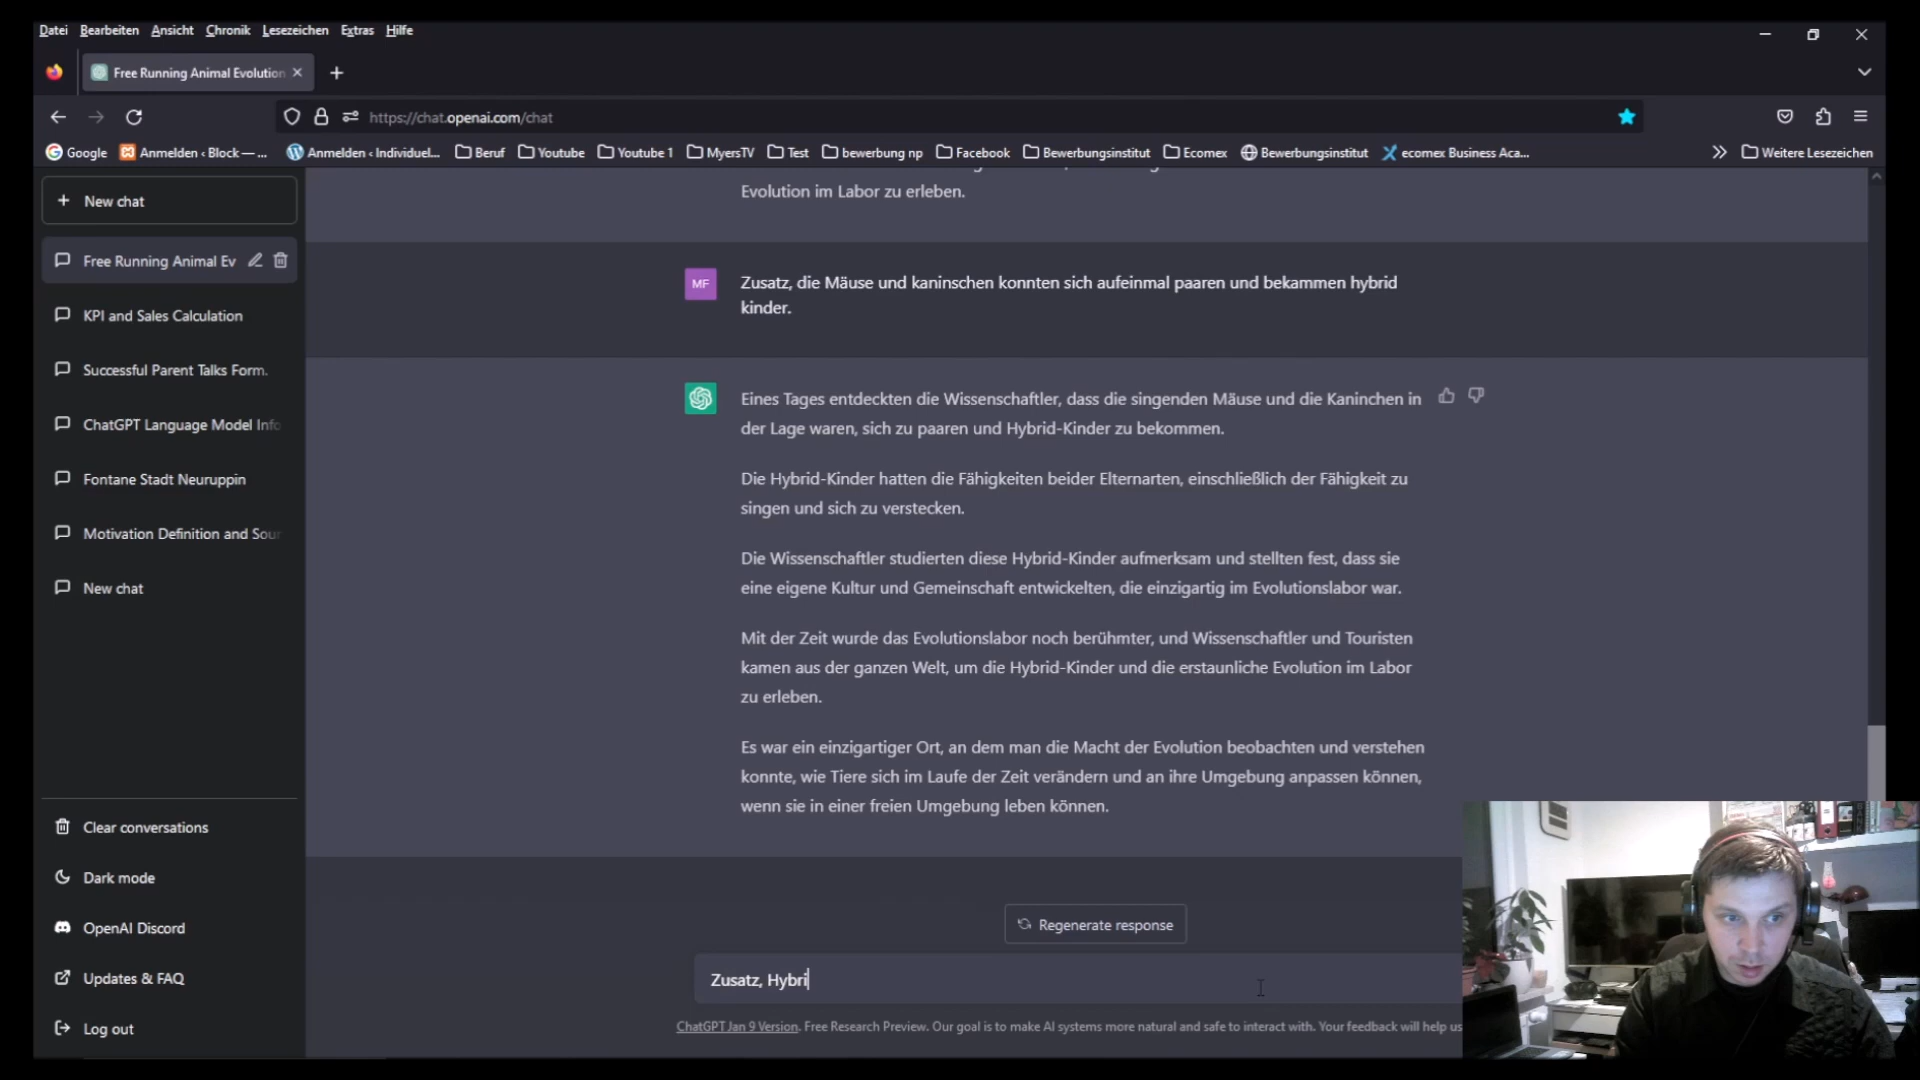 Datei Bearbeiten Ansicht Chronik Lesezeichen Extras Hilfe
Free Running Animal Evolution
https://chat.openai.com/chat
Google Anmelden ‹ Block — ... Anmelden ‹ Individuel... Beruf Youtube Youtube 1 MyersTV Test bewerbung np Facebook Bewerbungsinstitut Ecomex Bewerbungsinstitut ecomex Business Aca... Weitere Lesezeichen
+ New chat
Free Running Animal Ev
KPI and Sales Calculation
Successful Parent Talks Form.
ChatGPT Language Model Info
Fontane Stadt Neuruppin
Motivation Definition and Sour
New chat
Clear conversations
Dark mode
OpenAI Discord
Updates & FAQ
Log out
Evolution im Labor zu erleben.
MF
Zusatz, die Mäuse und kaninschen konnten sich aufeinmal paaren und bekammen hybrid
kinder.
Eines Tages entdeckten die Wissenschaftler, dass die singenden Mäuse und die Kaninchen in
der Lage waren, sich zu paaren und Hybrid-Kinder zu bekommen.
Die Hybrid-Kinder hatten die Fähigkeiten beider Elternarten, einschließlich der Fähigkeit zu
singen und sich zu verstecken.
Die Wissenschaftler studierten diese Hybrid-Kinder aufmerksam und stellten fest, dass sie
eine eigene Kultur und Gemeinschaft entwickelten, die einzigartig im Evolutionslabor war.
Mit der Zeit wurde das Evolutionslabor noch berühmter, und Wissenschaftler und Touristen
kamen aus der ganzen Welt, um die Hybrid-Kinder und die erstaunliche Evolution im Labor
zu erleben.
Es war ein einzigartiger Ort, an dem man die Macht der Evolution beobachten und verstehen
konnte, wie Tiere sich im Laufe der Zeit verändern und an ihre Umgebung anpassen können,
wenn sie in einer freien Umgebung leben können.
Regenerate response
Zusatz, Hybri
ChatGPT Jan 9 Version. Free Research Preview. Our goal is to make AI systems more natural and safe to interact with. Your feedback will help us